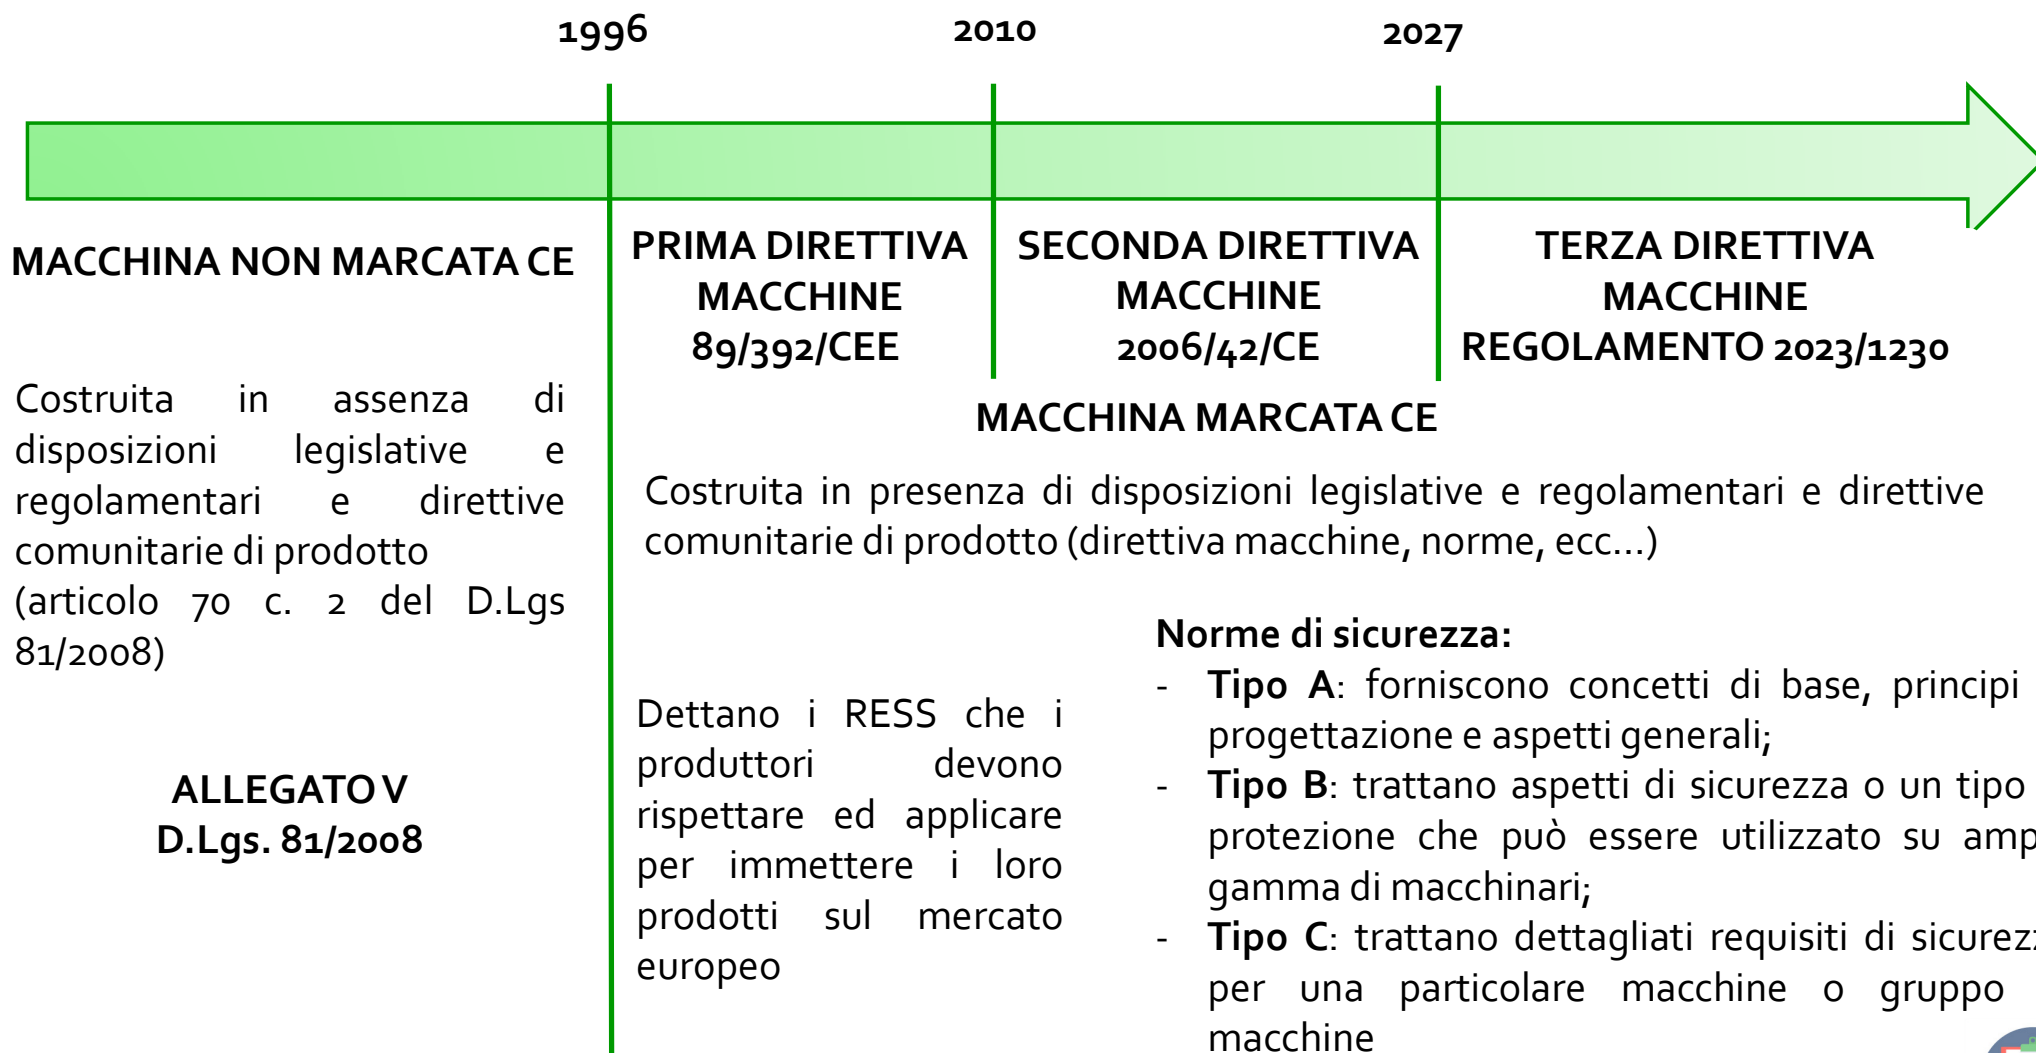 1996
2010
2027
MACCHINA NON MARCATA CE
Costruita in assenza di
disposizioni legislative e
regolamentari e direttive
comunitarie di prodotto
(articolo 70 c. 2 del D.Lgs
81/2008)
ALLEGATO V
D.Lgs. 81/2008
PRIMA DIRETTIVA
MACCHINE
89/392/CEE
SECONDA DIRETTIVA
MACCHINE
2006/42/CE
TERZA DIRETTIVA
MACCHINE
REGOLAMENTO 2023/1230
MACCHINA MARCATA CE
Costruita in presenza di disposizioni legislative e regolamentari e direttive
comunitarie di prodotto (direttiva macchine, norme, ecc...)
Dettano i RESS che i
produttori devono
rispettare ed applicare
per immettere i loro
prodotti sul mercato
europeo
Norme di sicurezza:
- Tipo A: forniscono concetti di base, principi
progettazione e aspetti generali;
- Tipo B: trattano aspetti di sicurezza o un tipo
protezione che può essere utilizzato su
gamma di macchinari;
- Tipo C: trattano dettagliati requisiti di
per una particolare macchine o gruppo
macchine